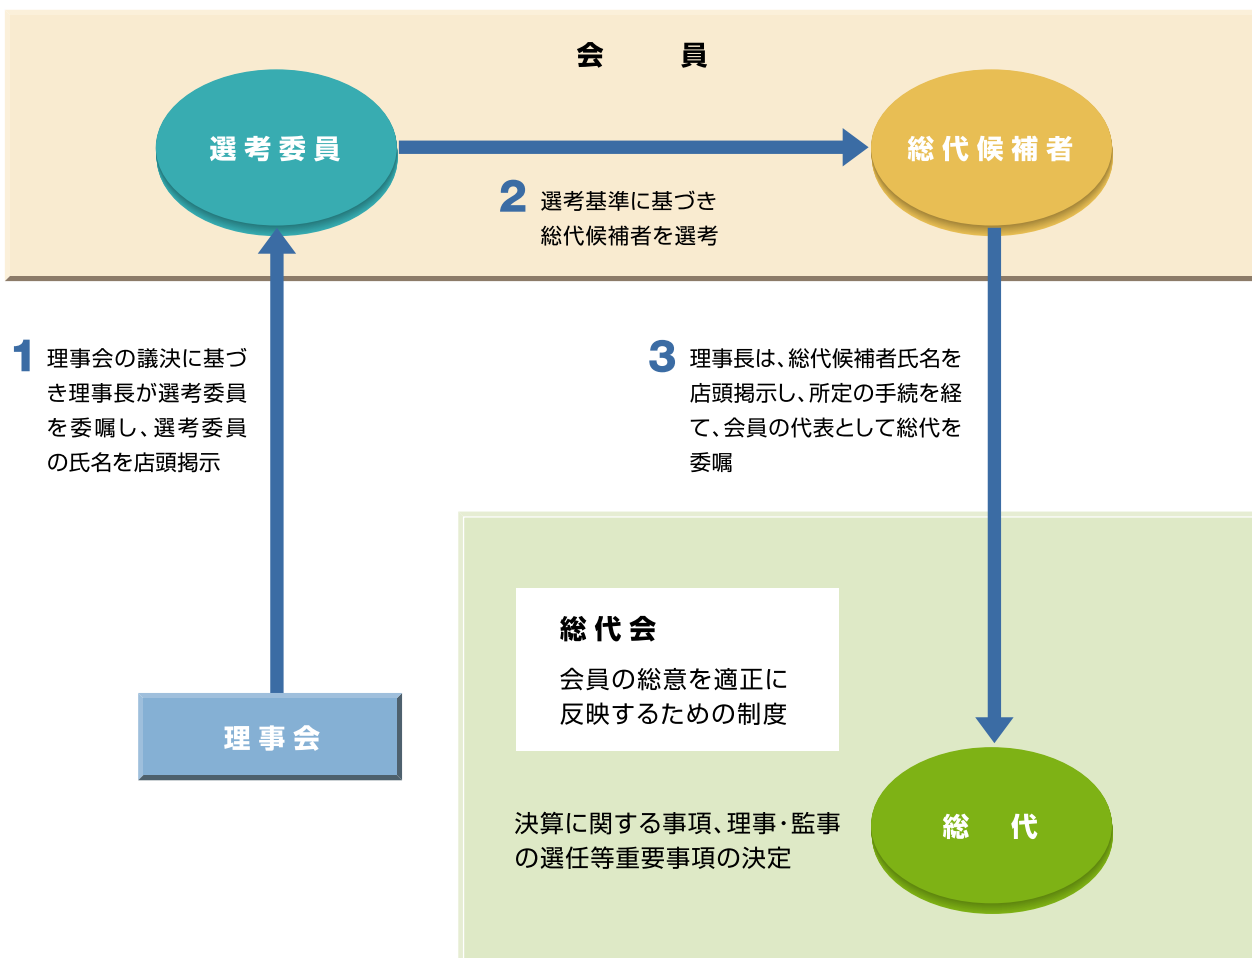 会　員
選考委員
総代候補者
2 選考基準に基づき
総代候補者を選考
1 理事会の議決に基づ
き理事長が選考委員
を委嘱し、選考委員
の氏名を店頭掲示
3 理事長は、総代候補者氏名を
店頭掲示し、所定の手続を経
て、会員の代表として総代を
委嘱
総代会
会員の総意を適正に
反映するための制度
理事会
決算に関する事項、理事・監事
の選任等重要事項の決定
総　代